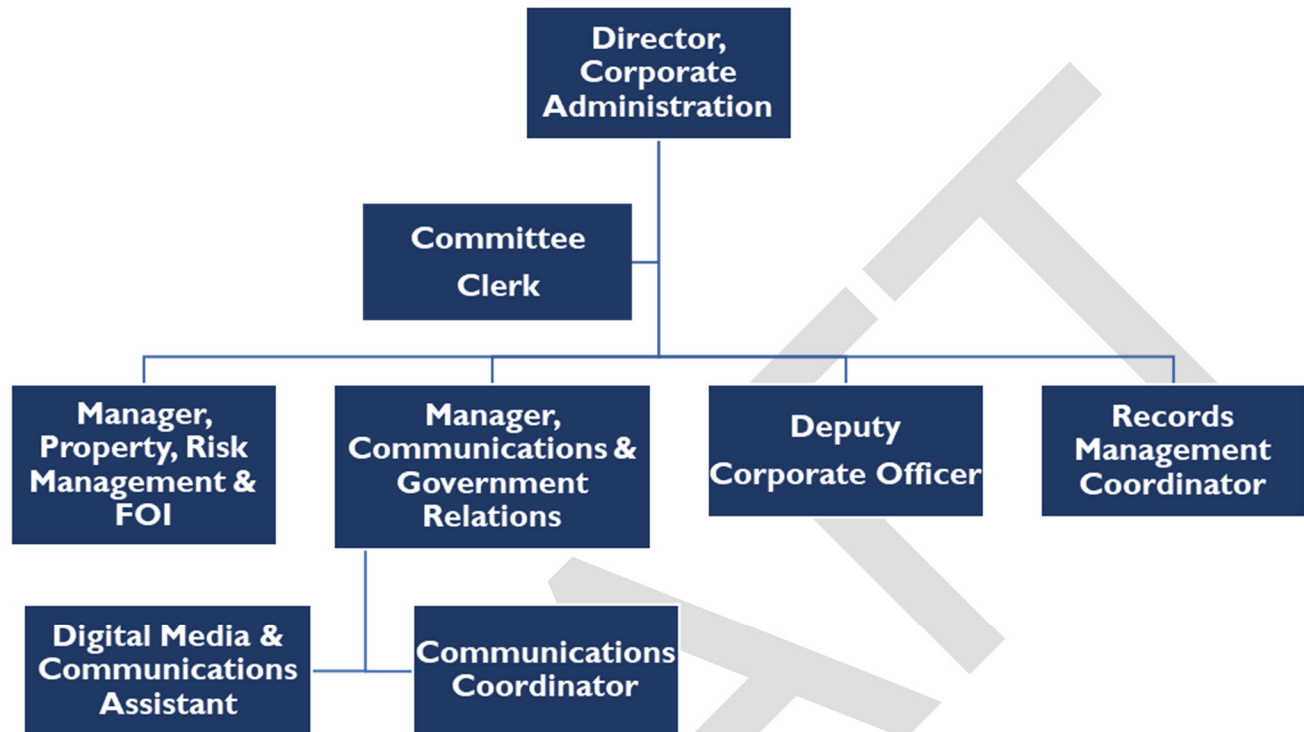 Director,
Corporate
Administration
Committee
Clerk
Manager,
Property, Risk
Management &
FOI
Manager,
Communications &
Government
Relations
Deputy
Corporate Officer
Records
Management
Coordinator
Digital Media &
Communications
Assistant
Communications
Coordinator